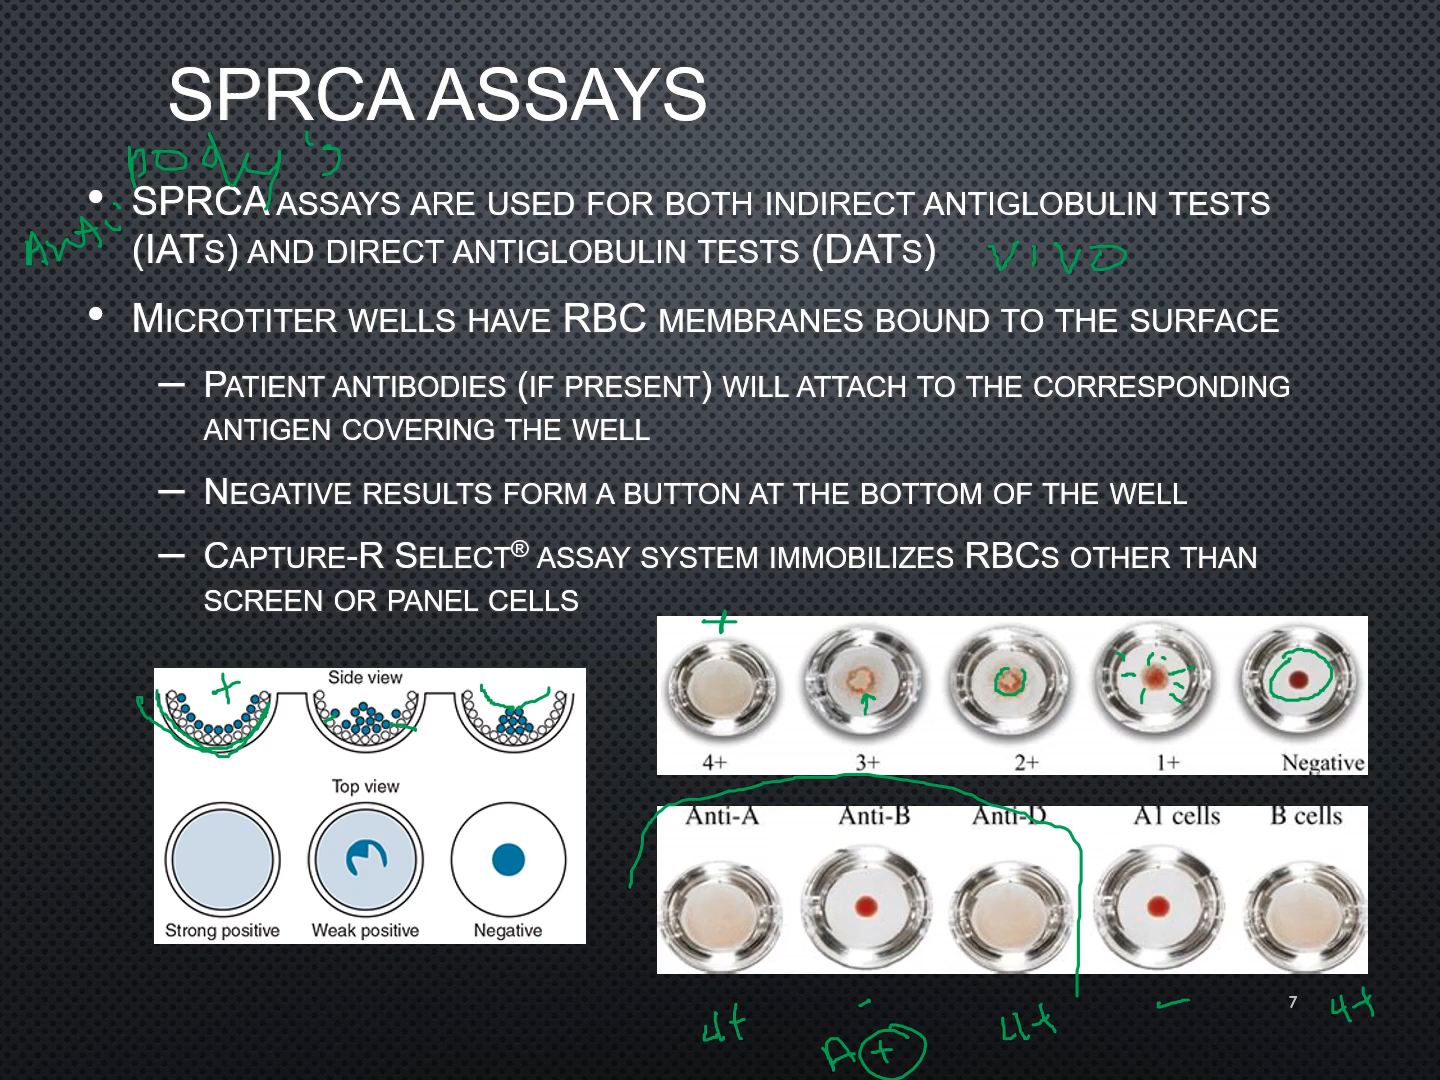 SPRCA ASSAYS
Body's
Anti
• SPRCA ASSAYS ARE USED FOR BOTH INDIRECT ANTIGLOBULIN TESTS
(IATS) AND DIRECT ANTIGLOBULIN TESTS (DATS)
VIVO
• MICROTITER WELLS HAVE RBC MEMBRANES BOUND TO THE SURFACE
– PATIENT ANTIBODIES (IF PRESENT) WILL ATTACH TO THE CORRESPONDING
ANTIGEN COVERING THE WELL
– NEGATIVE RESULTS FORM A BUTTON AT THE BOTTOM OF THE WELL
– CAPTURE-R SELECT® ASSAY SYSTEM IMMOBILIZES RBCS OTHER THAN
SCREEN OR PANEL CELLS
+
Side view
+
Top view
Strong positive Weak positive Negative
4+ 3+ 2+ 1+ Negative
Anti-A Anti-B Anti-D A1 cells B cells
4+ - 4+ - 4+
A+
7